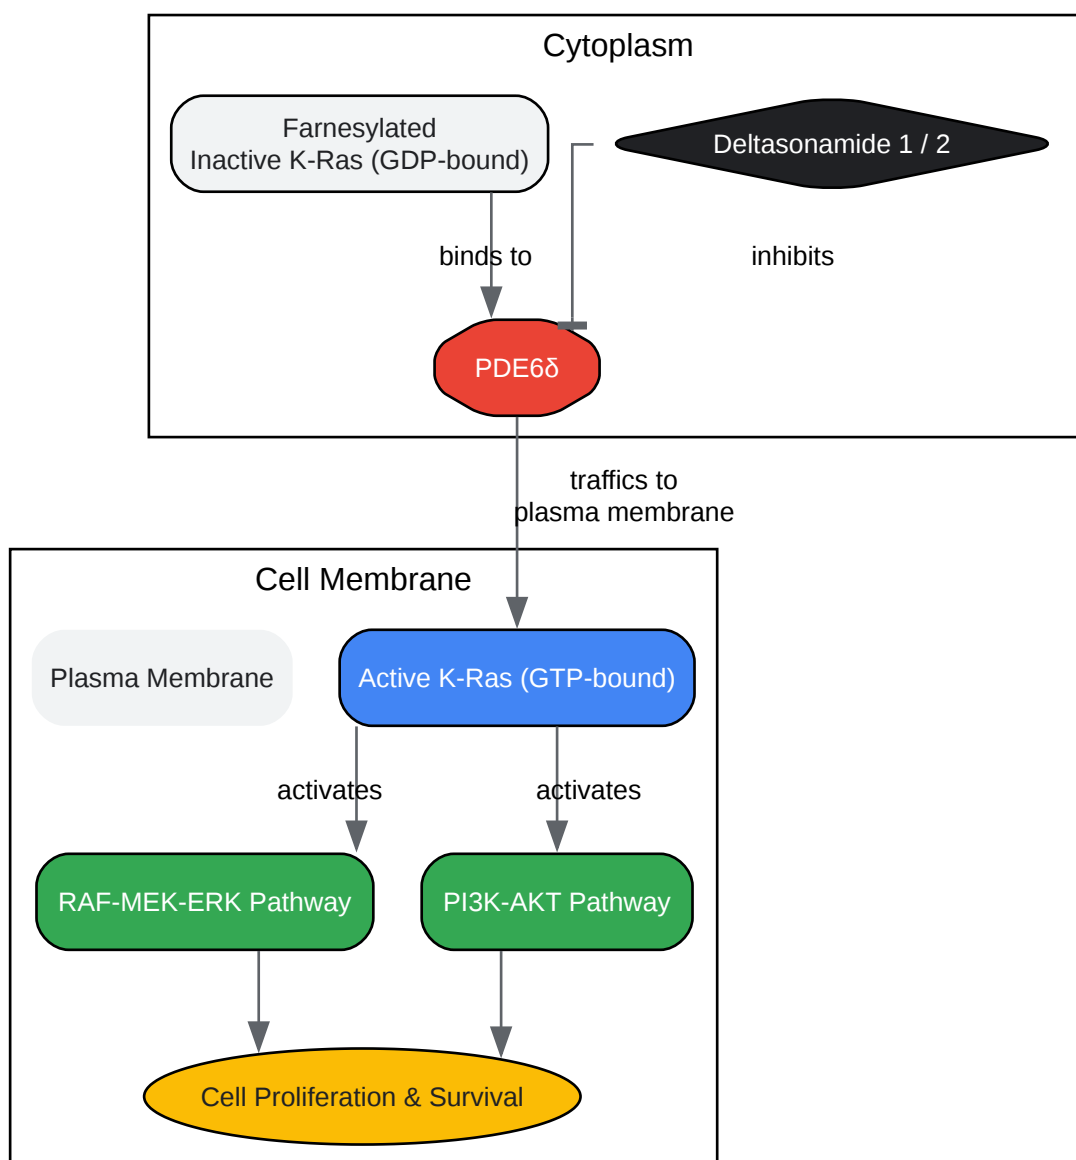 Cytoplasm
Farnesylated
Inactive K-Ras (GDP-bound)
Deltasonamide 1 / 2
binds to
inhibits
PDE6δ
traffics to
plasma membrane
Cell Membrane
Plasma Membrane
Active K-Ras (GTP-bound)
activates
activates
RAF-MEK-ERK Pathway
PI3K-AKT Pathway
Cell Proliferation & Survival